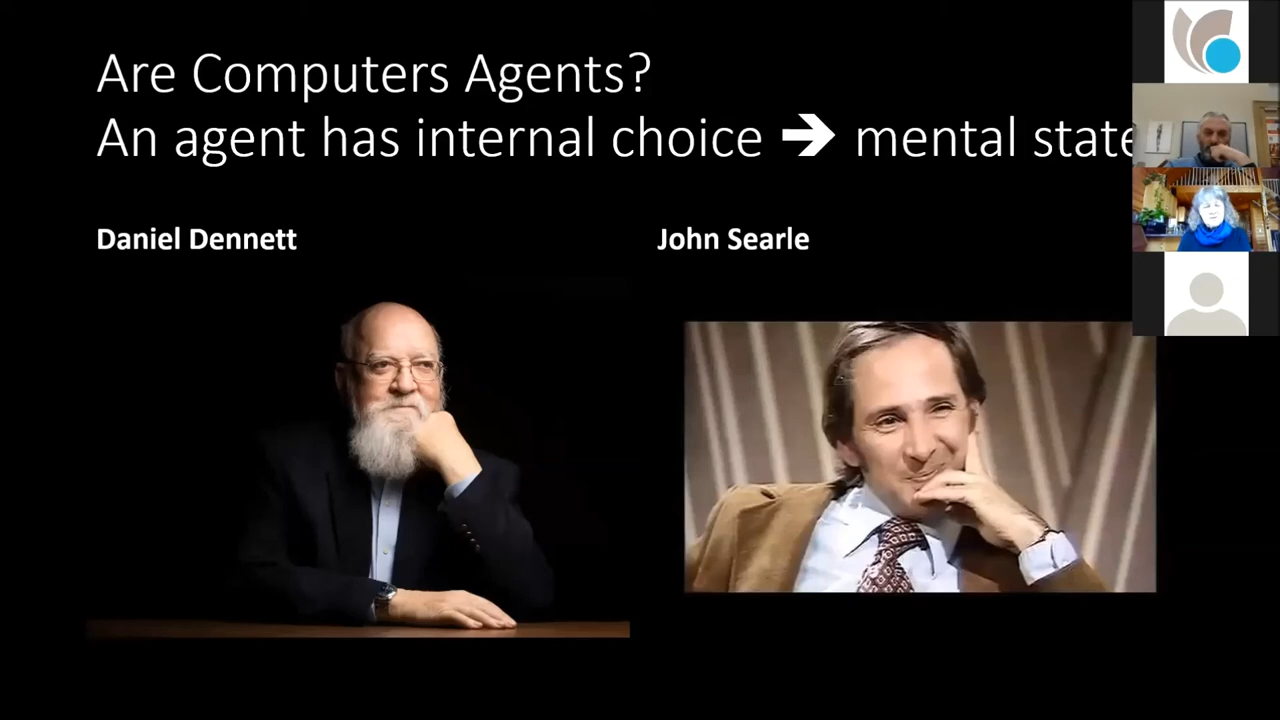 Are Computers Agents?
An agent has internal choice ➔ mental state
Daniel Dennett
John Searle